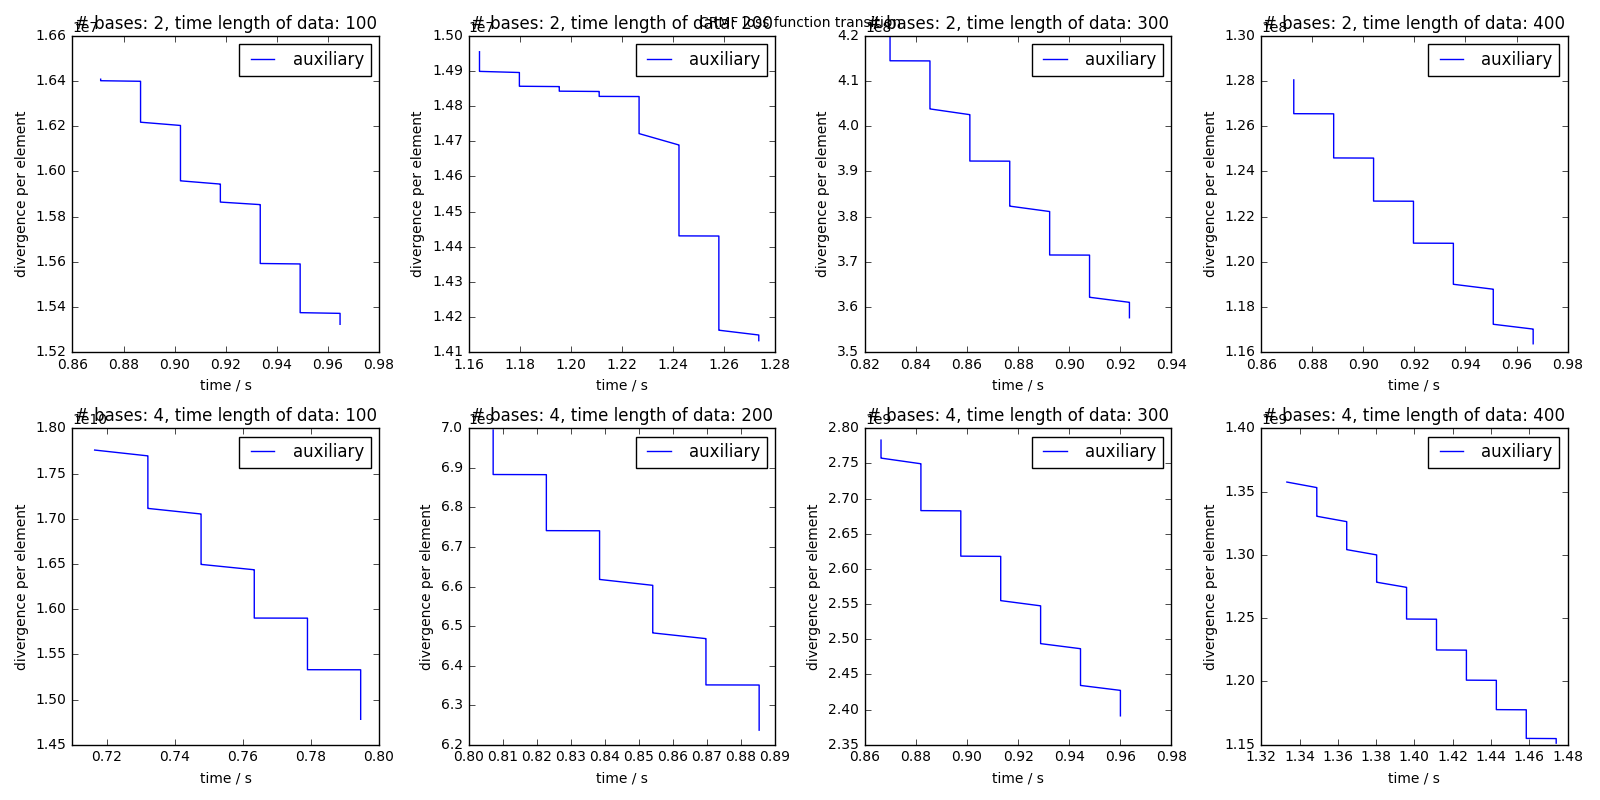 CRMF loss function transition
# bases: 2, time length of data: 100
1e7
auxiliary
divergence per element
1.66
1.64
1.62
1.60
1.58
1.56
1.54
1.52
0.86 0.88 0.90 0.92 0.94 0.96 0.98
time / s
# bases: 2, time length of data: 200
1e7
auxiliary
divergence per element
1.50
1.49
1.48
1.47
1.46
1.45
1.44
1.43
1.42
1.41
1.16 1.18 1.20 1.22 1.24 1.26 1.28
time / s
# bases: 2, time length of data: 300
1e8
auxiliary
divergence per element
4.2
4.1
4.0
3.9
3.8
3.7
3.6
3.5
0.82 0.84 0.86 0.88 0.90 0.92 0.94
time / s
# bases: 2, time length of data: 400
1e8
auxiliary
divergence per element
1.30
1.28
1.26
1.24
1.22
1.20
1.18
1.16
0.86 0.88 0.90 0.92 0.94 0.96 0.98
time / s
# bases: 4, time length of data: 100
1e10
auxiliary
divergence per element
1.80
1.75
1.70
1.65
1.60
1.55
1.50
1.45
0.72 0.74 0.76 0.78 0.80
time / s
# bases: 4, time length of data: 200
1e9
auxiliary
divergence per element
7.0
6.9
6.8
6.7
6.6
6.5
6.4
6.3
6.2
0.80 0.81 0.82 0.83 0.84 0.85 0.86 0.87 0.88 0.89
time / s
# bases: 4, time length of data: 300
1e9
auxiliary
divergence per element
2.80
2.75
2.70
2.65
2.60
2.55
2.50
2.45
2.40
2.35
0.86 0.88 0.90 0.92 0.94 0.96 0.98
time / s
# bases: 4, time length of data: 400
1e9
auxiliary
divergence per element
1.40
1.35
1.30
1.25
1.20
1.15
1.32 1.34 1.36 1.38 1.40 1.42 1.44 1.46 1.48
time / s